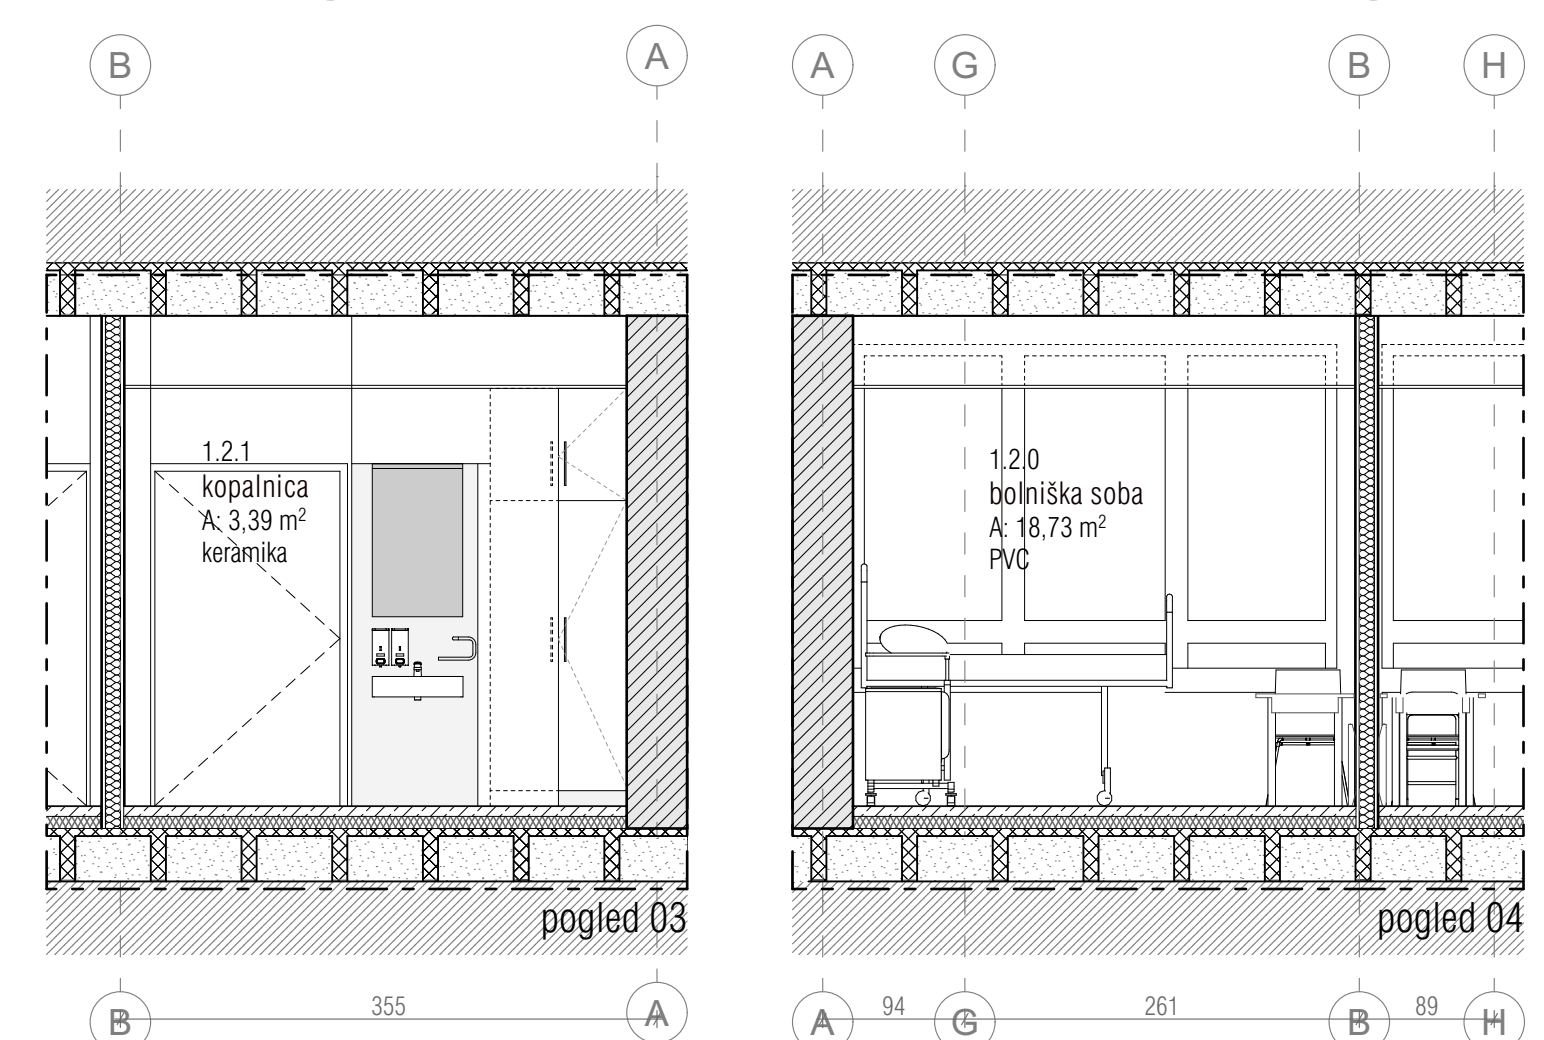 B
A
A
G
B
H
1.2.1
kopalnica
A: 3,39 m²
keramika
1.2.0
bolniška soba
A: 18,73 m²
PVC
pogled 03
pogled 04
355
94
261
89
B
A
A
G
B
H